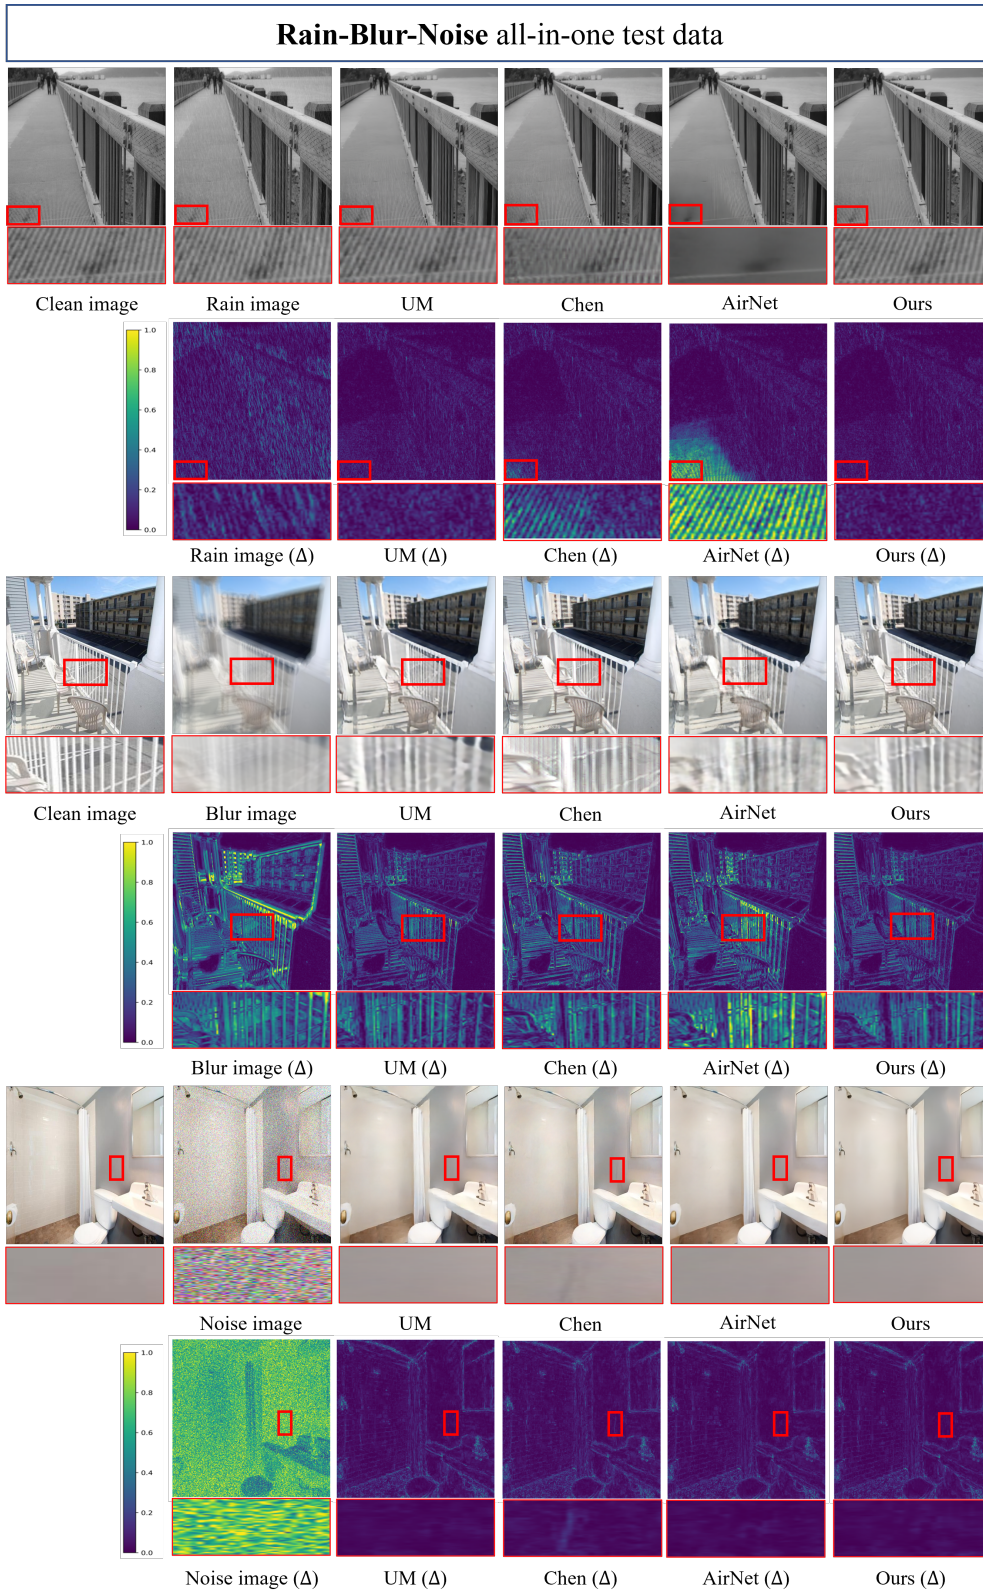 Rain-Blur-Noise all-in-one test data
Clean image Rain image UM Chen AirNet Ours
1.0
0.8
0.6
0.4
0.2
0.0
Rain image (Δ) UM (Δ) Chen (Δ) AirNet (Δ) Ours (Δ)
Clean image Blur image UM Chen AirNet Ours
1.0
0.8
0.6
0.4
0.2
0.0
Blur image (Δ) UM (Δ) Chen (Δ) AirNet (Δ) Ours (Δ)
Noise image UM Chen AirNet Ours
1.0
0.8
0.6
0.4
0.2
0.0
Noise image (Δ) UM (Δ) Chen (Δ) AirNet (Δ) Ours (Δ)